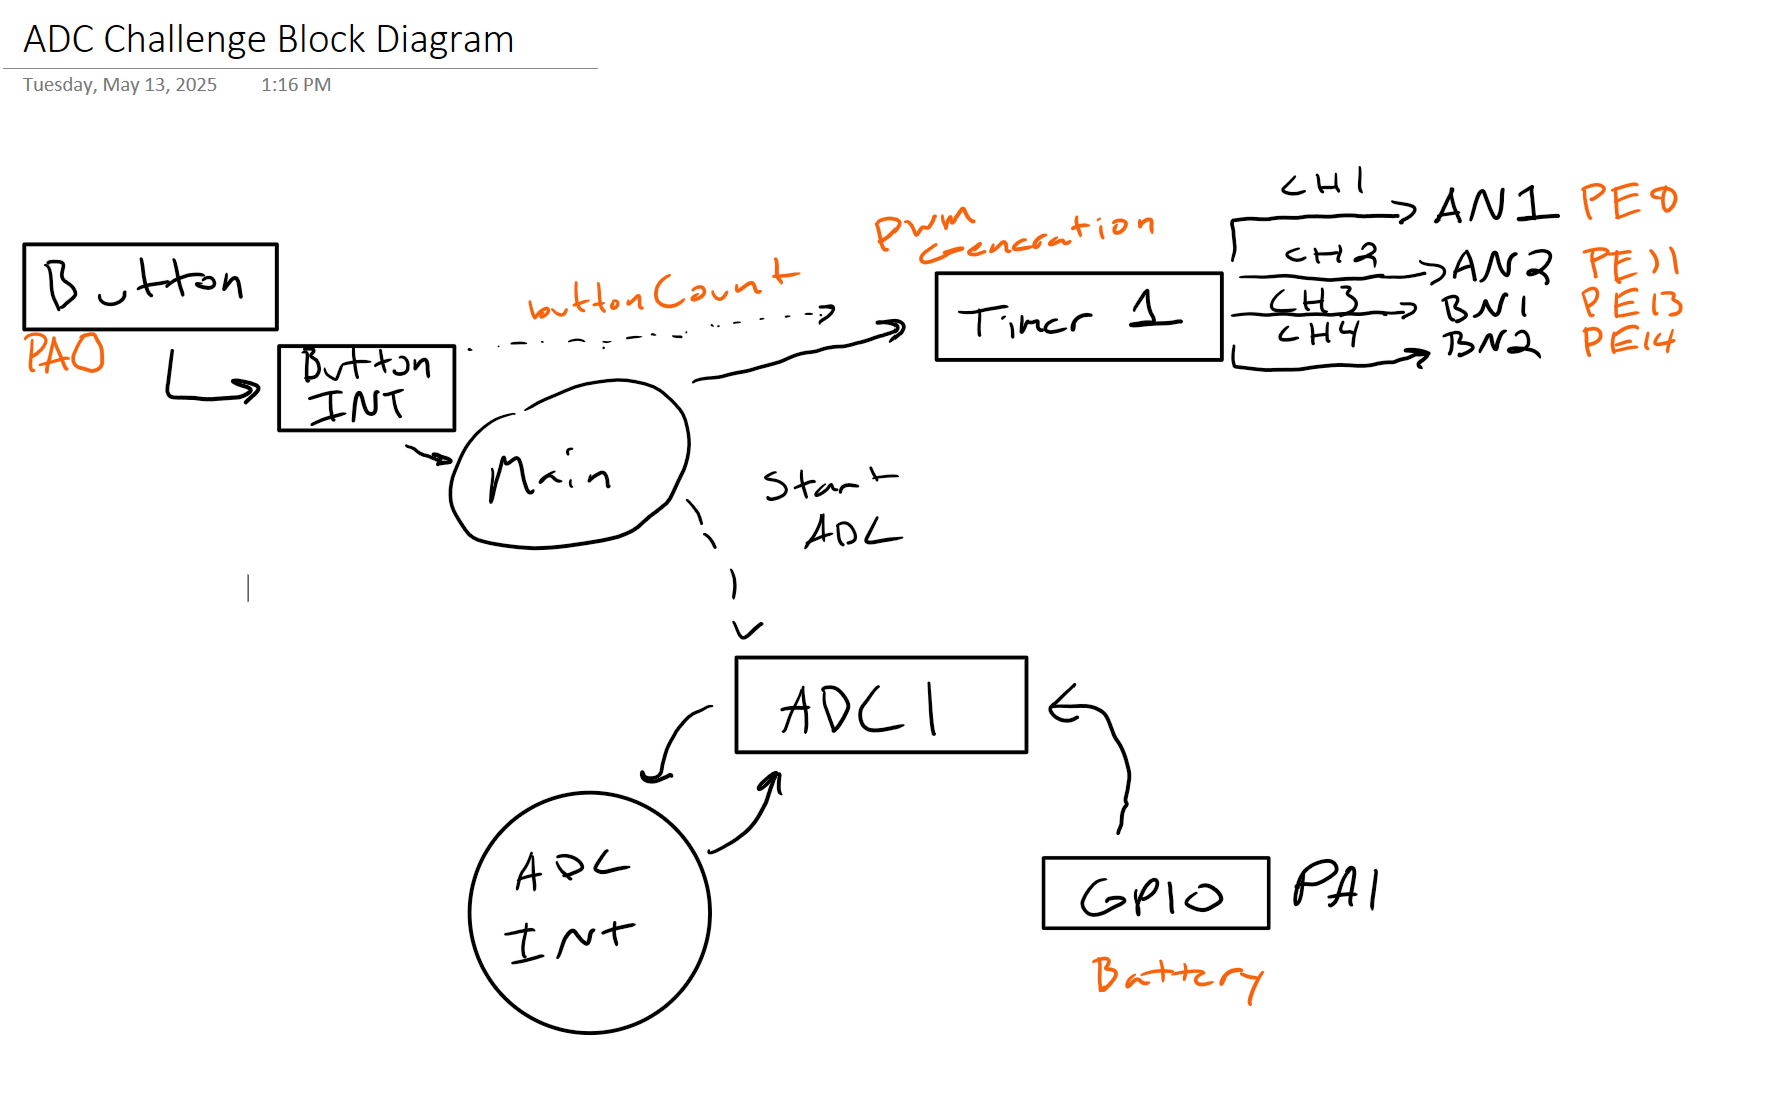 ADC Challenge Block Diagram
Tuesday, May 13, 2025 1:16 PM
Button
PA0
Button
INT
buttonCount
Main
PWM
Generation
Timer 1
CH1 AN1
CH2 AN2 PE11
CH3 BN1 PE13
CH4 BN2 PE14
Start
ADC
ADC1
ADC
INT
GPIO PA1
Battery